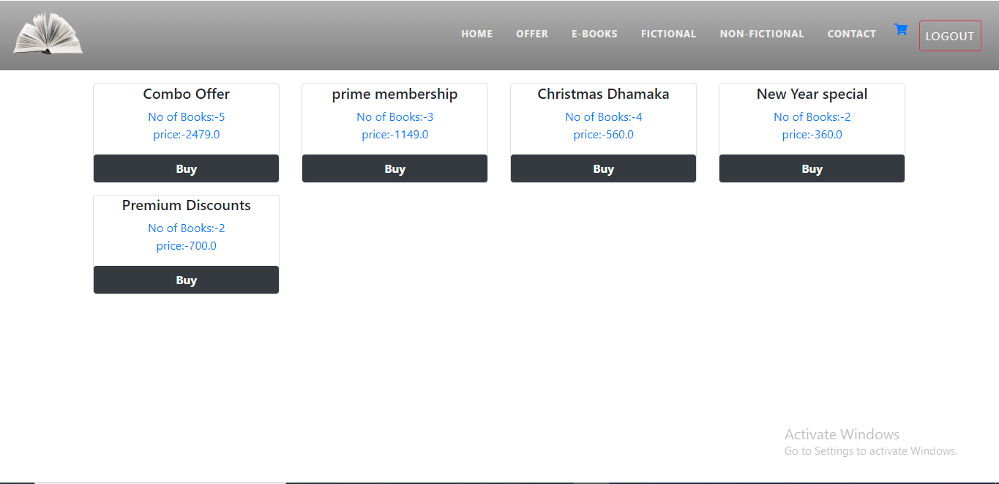 HOME OFFER E-BOOKS FICTIONAL NON-FICTIONAL CONTACT LOGOUT
Combo Offer
No of Books:-5
price:-2479.0
Buy
prime membership
No of Books:-3
price:-1149.0
Buy
Christmas Dhamaka
No of Books:-4
price:-560.0
Buy
New Year special
No of Books:-2
price:-360.0
Buy
Premium Discounts
No of Books:-2
price:-700.0
Buy
Activate Windows
Go to Settings to activate Windows.